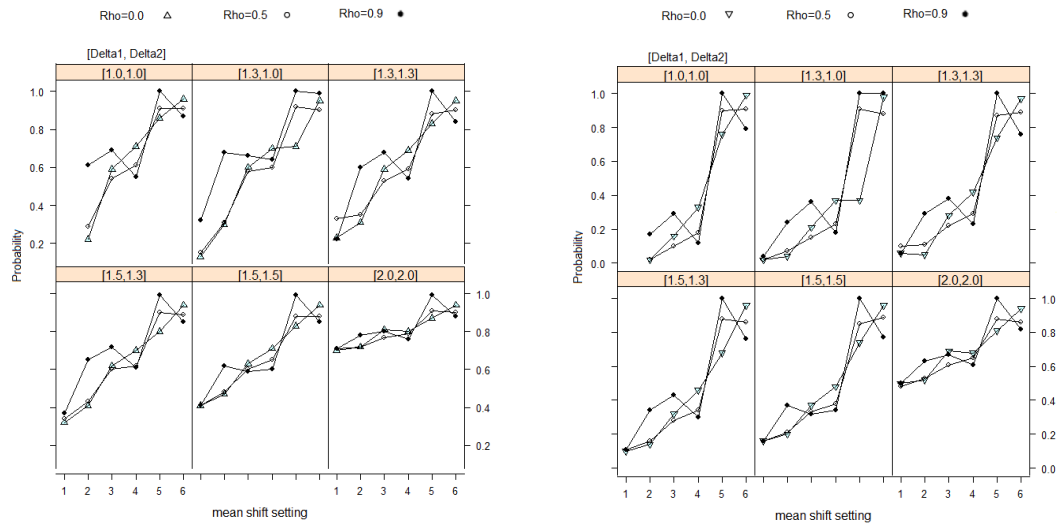 Rho=0.0 Rho=0.5 Rho=0.9
[Delta1, Delta2]
[1.0,1.0] [1.3,1.0] [1.3,1.3]
1.0
0.8
0.6
0.4
0.2
Probability
[1.5,1.3] [1.5,1.5] [2.0,2.0]
1.0
0.8
0.6
0.4
0.2
1 2 3 4 5 6 1 2 3 4 5 6
mean shift setting
Rho=0.0 Rho=0.5 Rho=0.9
[Delta1, Delta2]
[1.0,1.0] [1.3,1.0] [1.3,1.3]
1.0
0.8
0.6
0.4
0.2
0.0
Probability
[1.5,1.3] [1.5,1.5] [2.0,2.0]
1.0
0.8
0.6
0.4
0.2
0.0
1 2 3 4 5 6 1 2 3 4 5 6
mean shift setting